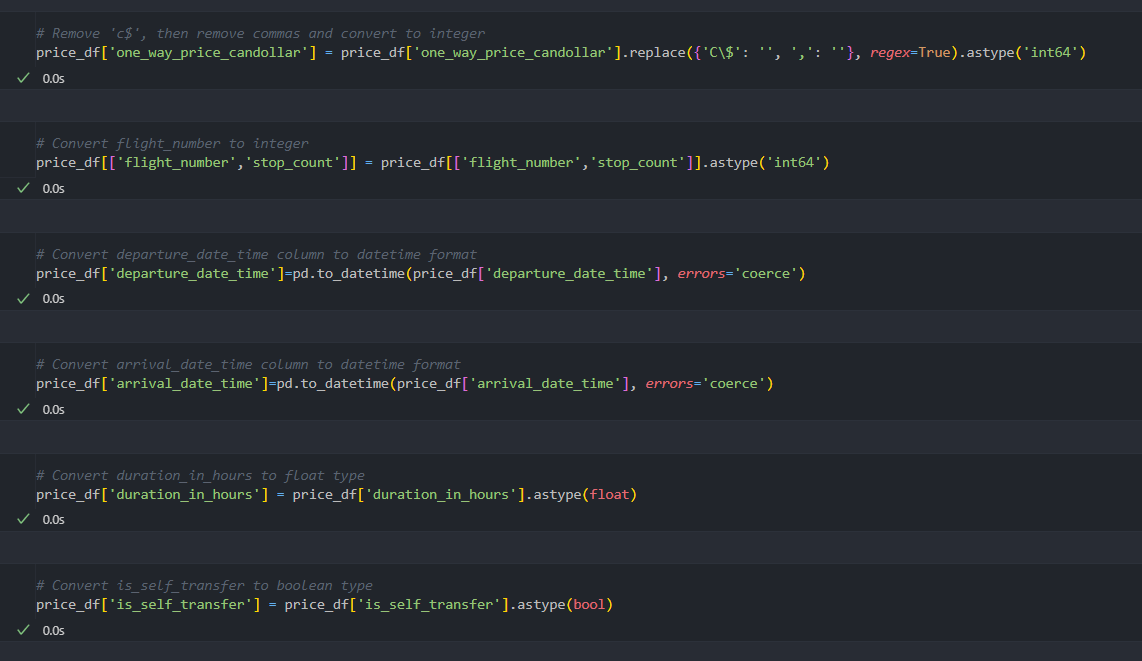 # Remove 'c$', then remove commas and convert to integer
price_df['one_way_price_candollar'] = price_df['one_way_price_candollar'].replace({'C\$': '', ',': ''}, regex=True).astype('int64')
0.0s
# Convert flight_number to integer
price_df[['flight_number','stop_count']] = price_df[['flight_number','stop_count']].astype('int64')
0.0s
# Convert departure_date_time column to datetime format
price_df['departure_date_time']=pd.to_datetime(price_df['departure_date_time'], errors='coerce')
0.0s
# Convert arrival_date_time column to datetime format
price_df['arrival_date_time']=pd.to_datetime(price_df['arrival_date_time'], errors='coerce')
0.0s
# Convert duration_in_hours to float type
price_df['duration_in_hours'] = price_df['duration_in_hours'].astype(float)
0.0s
# Convert is_self_transfer to boolean type
price_df['is_self_transfer'] = price_df['is_self_transfer'].astype(bool)
0.0s